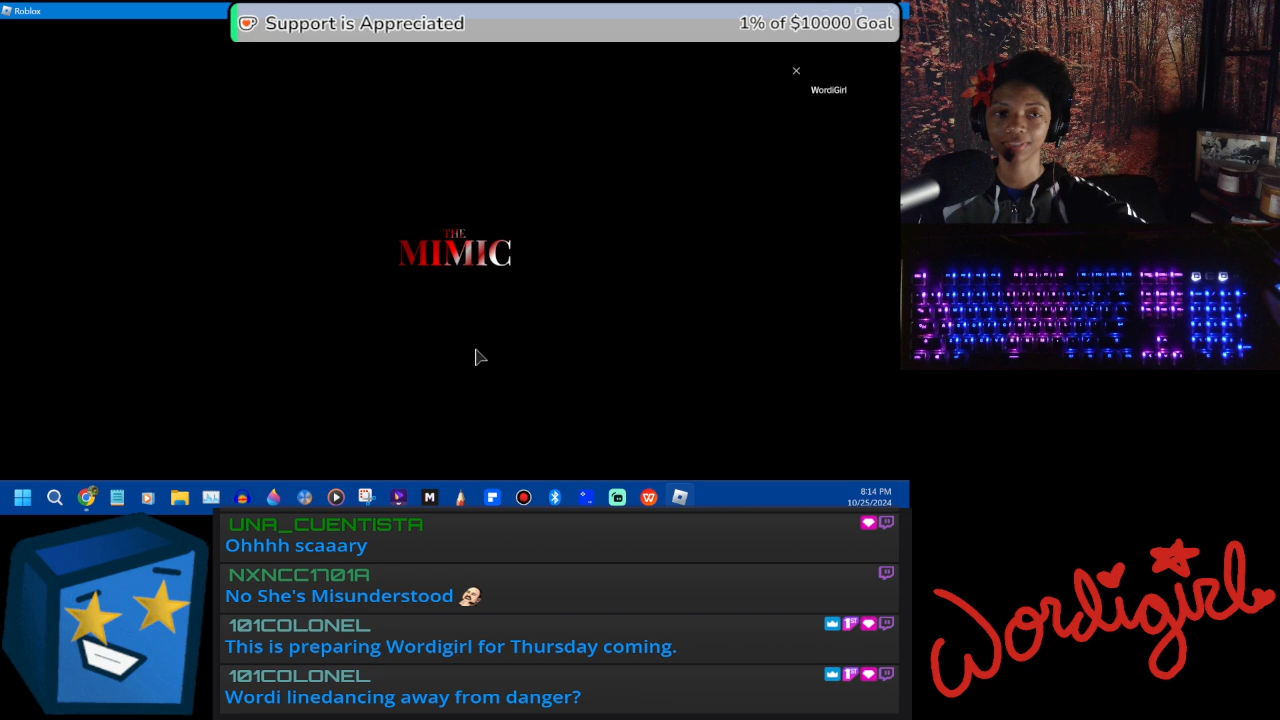 Roblox
Support is Appreciated
1% of $10000 Goal
WordiGirl
THE
MIMIC
8:14 PM
10/25/2024
UNA_CUENTISTA
Ohhhh scaaary
NXNCC1701A
No She's Misunderstood
101COLONEL
This is preparing Wordigirl for Thursday coming.
101COLONEL
Wordi linedancing away from danger?
Wordigirl